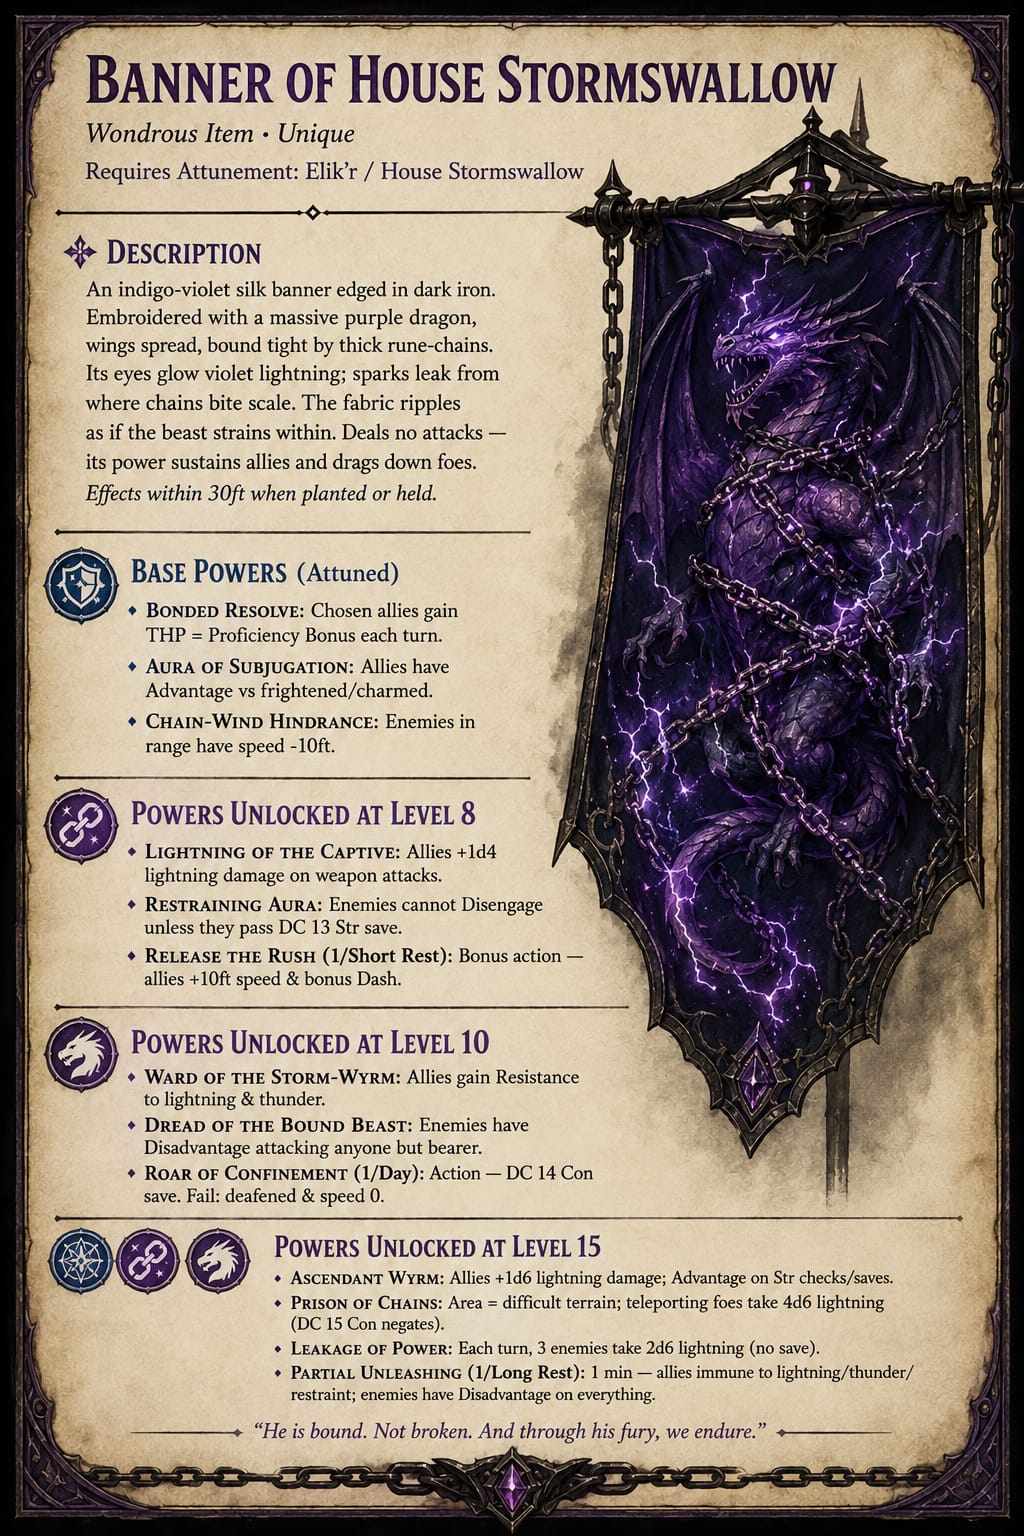 Banner of House Stormswallow
Wondrous Item • Unique
Requires Attunement: Elik'r / House Stormswallow
Description
An indigo-violet silk banner edged in dark iron.
Embroidered with a massive purple dragon,
wings spread, bound tight by thick rune-chains.
Its eyes glow violet lightning; sparks leak from
where chains bite scale. The fabric ripples
as if the beast strains within. Deals no attacks —
its power sustains allies and drags down foes.
Effects within 30ft when planted or held.
Base Powers (Attuned)
• Bonded Resolve: Chosen allies gain
THP = Proficiency Bonus each turn.
• Aura of Subjugation: Allies have
Advantage vs frightened/charmed.
• Chain-Wind Hindrance: Enemies in
range have speed -10ft.
Powers Unlocked at Level 8
• Lightning of the Captive: Allies +1d4
lightning damage on weapon attacks.
• Restraining Aura: Enemies cannot Disengage
unless they pass DC 13 Str save.
• Release the Rush (1/Short Rest): Bonus action —
allies +10ft speed & bonus Dash.
Powers Unlocked at Level 10
• Ward of the Storm-Wyrm: Allies gain Resistance
to lightning & thunder.
• Dread of the Bound Beast: Enemies have
Disadvantage attacking anyone but bearer.
• Roar of Confinement (1/Day): Action — DC 14 Con
save. Fail: deafened & speed 0.
Powers Unlocked at Level 15
• Ascendant Wyrm: Allies +1d6 lightning damage; Advantage on Str checks/saves.
• Prison of Chains: Area = difficult terrain; teleporting foes take 4d6 lightning
(DC 15 Con negates).
• Leakage of Power: Each turn, 3 enemies take 2d6 lightning (no save).
• Partial Unleashing (1/Long Rest): 1 min — allies immune to lightning/thunder/
restraint; enemies have Disadvantage on everything.
"He is bound. Not broken. And through his fury, we endure."